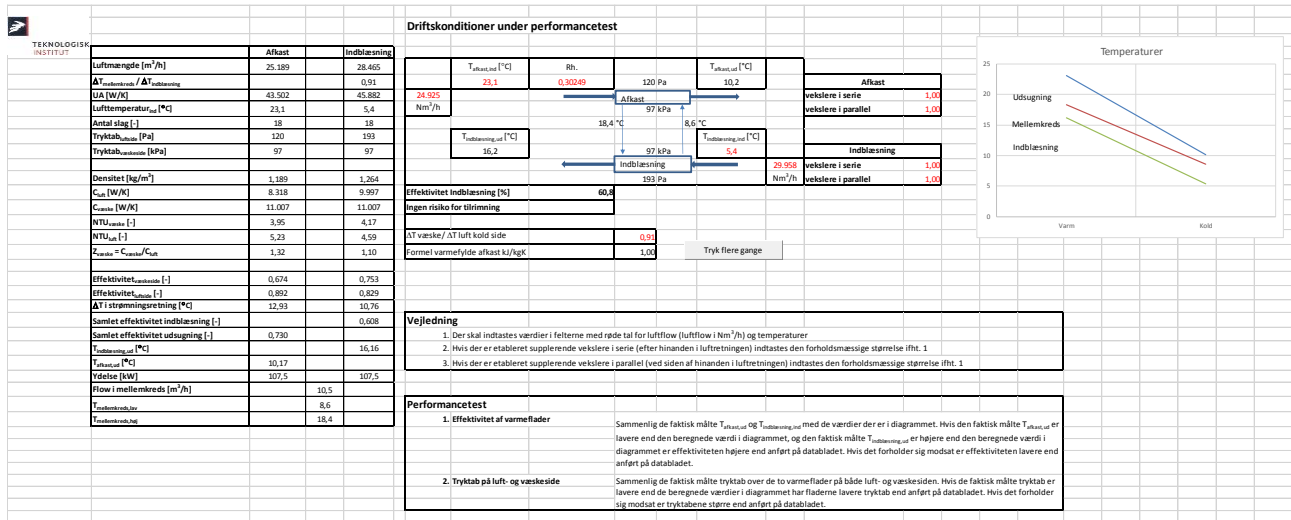 Driftskonditioner under performancetest
TEKNOLOGISK
INSTITUT
Afkast Indblæsning
Luftmængde [m³/h] 25.189 28.465
ΔTmellemkreds / ΔTindblæsning 0,91
UA [W/K] 43.502 45.882
Lufttemperaturind [°C] 23,1 5,4
Antal slag [-] 18 18
Tryktabluftside [Pa] 120 193
Tryktabvæskeside [kPa] 97 97
Densitet [kg/m³] 1,189 1,264
Cluft [W/K] 8.318 9.997
Cvæske [W/K] 11.007 11.007
NTUvæske [-] 3,95 4,17
NTUluft [-] 5,23 4,59
Zvæske = Cvæske/Cluft 1,32 1,10
Effektivitetvæskeside [-] 0,674 0,753
Effektivitetluftside [-] 0,892 0,829
ΔT i strømningsretning [°C] 12,93 10,76
Samlet effektivitet indblæsning [-] 0,608
Samlet effektivitet udsugning [-] 0,730
Tindblæsning,ud [°C] 16,16
Tafkast,ud [°C] 10,17
Ydelse [kW] 107,5 107,5
Flow i mellemkreds [m³/h] 10,5
Tmellemkreds,lav 8,6
Tmellemkreds,høj 18,4
Tafkast,ind [°C] Rh. Tafkast,ud [°C]
23,1 0,30249 120 Pa 10,2
24.925
Nm³/h
Afkast
97 kPa
18,4 °C 8,6 °C
Tindblæsning,ud [°C] Tindblæsning,ind [°C]
16,2 97 kPa 5,4
Indblæsning
193 Pa
29.958
Nm³/h
Afkast
vekslere i serie 1,00
vekslere i parallel 1,00
Indblæsning
vekslere i serie 1,00
vekslere i parallel 1,00
Effektivitet Indblæsning [%] 60,8
Ingen risiko for tilrimning
ΔT væske/ ΔT luft kold side 0,91
Formel varmefylde afkast kJ/kgK 1,00
Tryk flere gange
Temperaturer
25
20
15
10
5
0
Udsugning
Mellemkreds
Indblæsning
Varm Kold
Vejledning
1. Der skal indtastes værdier i felterne med røde tal for luftflow (luftflow i Nm³/h) og temperaturer
2. Hvis der er etableret supplerende vekslere i serie (efter hinanden i luftretningen) indtastes den forholdsmæssige størrelse ifht. 1
3. Hvis der er etableret supplerende vekslere i parallel (ved siden af hinanden i luftretningen) indtastes den forholdsmæssige størrelse ifht. 1
Performancetest
1. Effektivitet af varmeflader
Sammenlig de faktisk målte Tafkast,ud og Tindblæsning,ind med de værdier der er i diagrammet. Hvis den faktisk målte Tafkast,ud er
lavere end den beregnede værdi i diagrammet, og den faktisk målte Tindblæsning,ud er højere end den beregnede værdi i
diagrammet er effektiviteten højere end anført på databladet. Hvis det forholder sig modsat er effektiviteten lavere end
anført på databladet.
2. Tryktab på luft- og væskeside
Sammenlig de faktisk målte tryktab over de to varmeflader på både luft- og væskesiden. Hvis de faktisk målte tryktab er
lavere end de beregnede værdier i diagrammet har fladerne lavere tryktab end anført på databladet. Hvis det forholder
sig modsat er tryktabene større end anført på databladet.